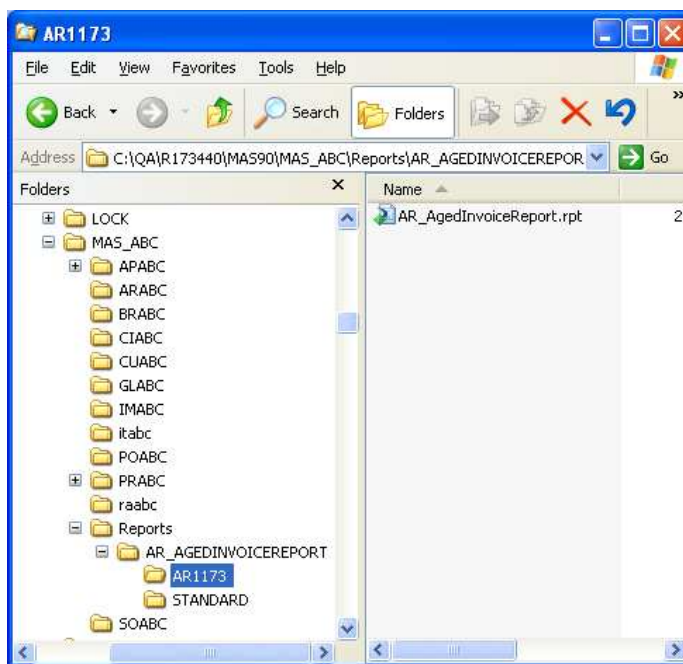 AR1173
File Edit View Favorites Tools Help
Back Search Folders »
Address C:\QA\R173440\MAS90\MAS_ABC\Reports\AR_AGEDINVOICEREPOR Go
Folders x Name
LOCK AR_AgedInvoiceReport.rpt 2
MAS_ABC
APABC
ARABC
BRABC
CIABC
CUABC
GLABC
IMABC
itabc
POABC
PRABC
raabc
Reports
AR_AGEDINVOICEREPORT
AR1173
STANDARD
SOABC